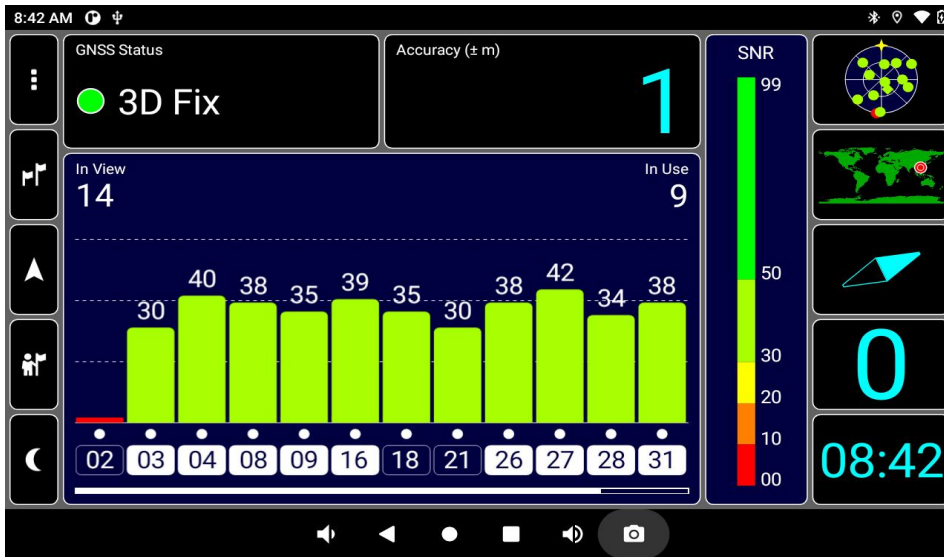 8:42 AM
GNSS Status
3D Fix
Accuracy (± m)
1
In View
14
In Use
9
30 40 38 35 39 35 30 38 42 34 38
02 03 04 08 09 16 18 21 26 27 28 31
SNR
99
50
30
20
10
00
0
08:42